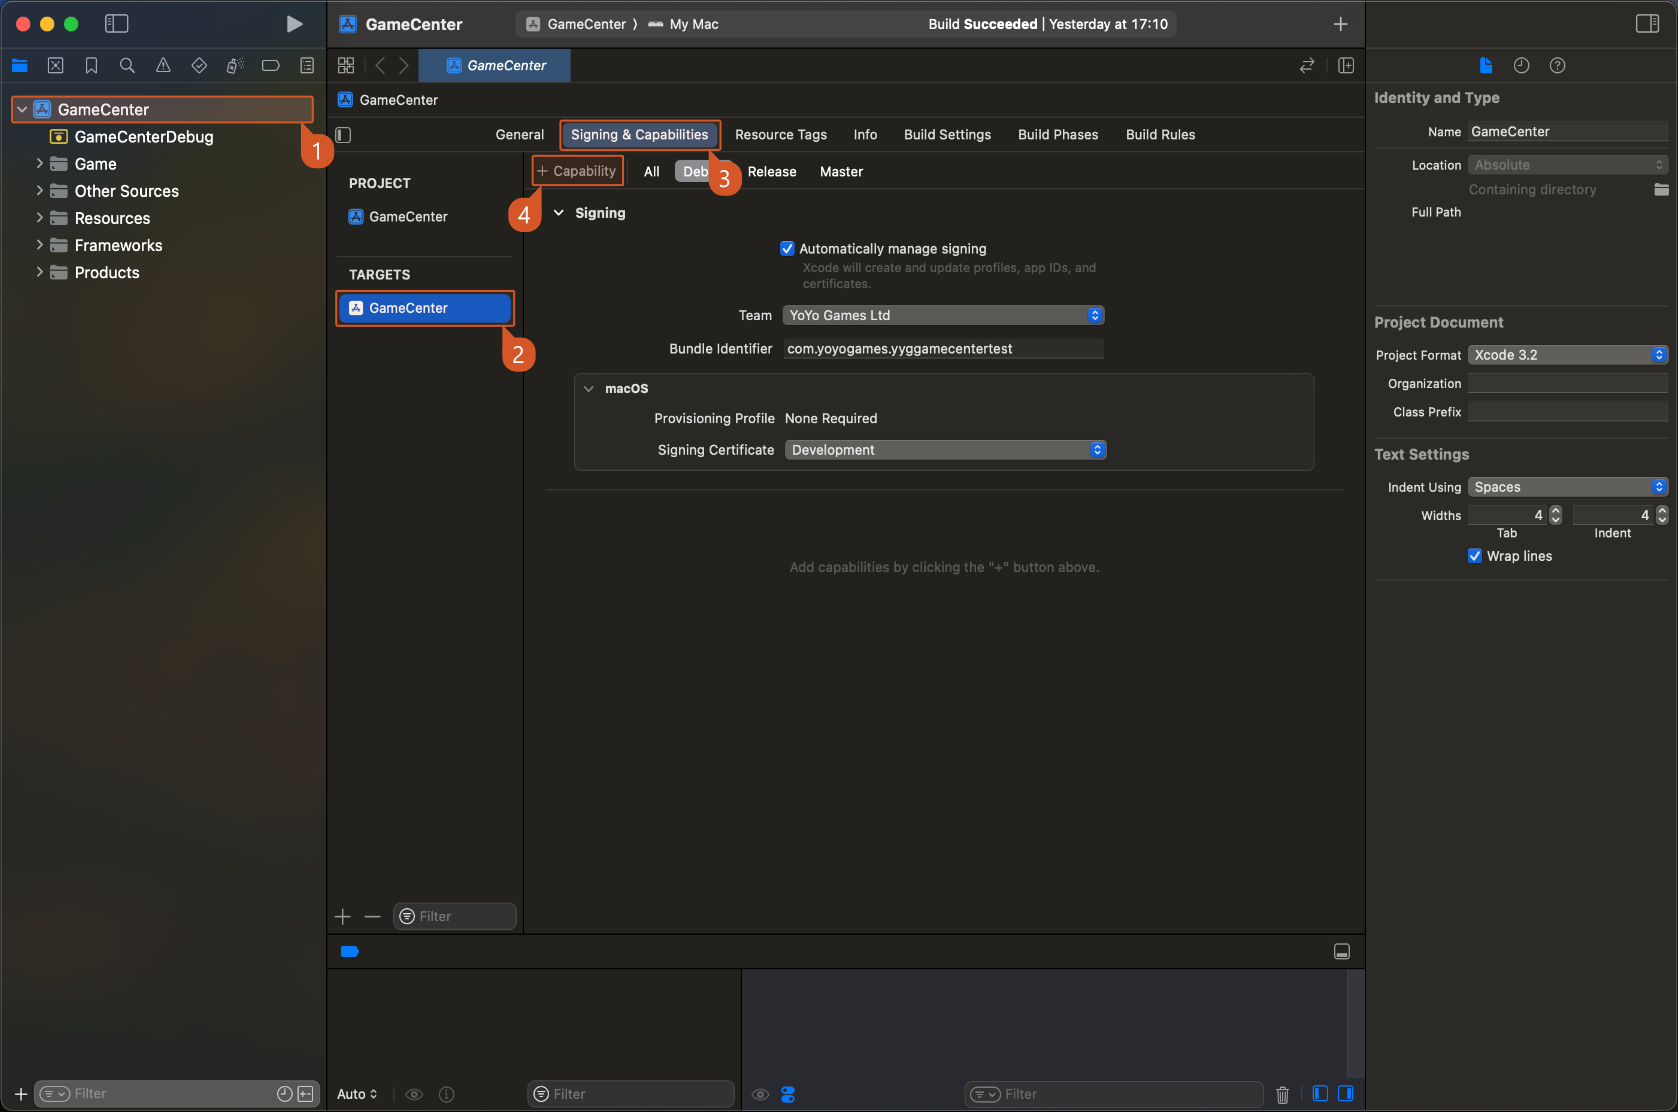 GameCenter
GameCenter 〉 My Mac
Build Succeeded | Yesterday at 17:10
GameCenter
GameCenter
GameCenterDebug
Game
Other Sources
Resources
Frameworks
Products
1
GameCenter
General
Signing & Capabilities
Resource Tags
Info
Build Settings
Build Phases
Build Rules
PROJECT
GameCenter
TARGETS
GameCenter
2
+ Capability
All
Deb
3
Release
Master
4
Signing
Automatically manage signing
Xcode will create and update profiles, app IDs, and
certificates.
Team YoYo Games Ltd
Bundle Identifier com.yoyogames.yyggamecentertest
macOS
Provisioning Profile None Required
Signing Certificate Development
Add capabilities by clicking the "+" button above.
Filter
Identity and Type
Name GameCenter
Location Absolute
Containing directory
Full Path
Project Document
Project Format Xcode 3.2
Organization
Class Prefix
Text Settings
Indent Using Spaces
Widths 4 4
Tab Indent
Wrap lines
Filter
Auto
Filter
Filter